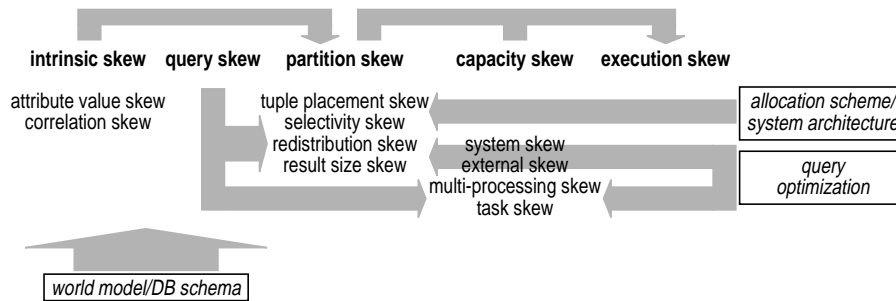 intrinsic skew query skew partition skew capacity skew execution skew
attribute value skew
correlation skew
tuple placement skew
selectivity skew
redistribution skew
result size skew
system skew
external skew
multi-processing skew
task skew
allocation scheme/
system architecture
query
optimization
world model/DB schema